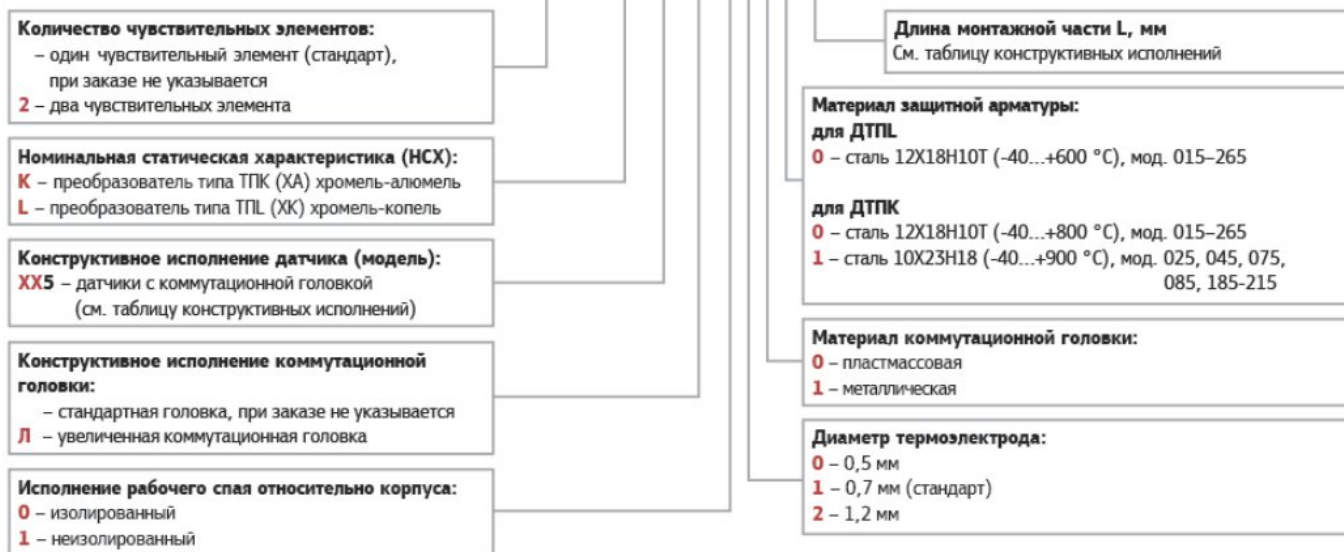 Количество чувствительных элементов:
– один чувствительный элемент (стандарт),
при заказе не указывается
2 – два чувствительных элемента
Номинальная статическая характеристика (НСХ):
К – преобразователь типа ТПК (ХА) хромель-алюмель
L – преобразователь типа ТПL (ХК) хромель-копель
Конструктивное исполнение датчика (модель):
ХХ5 – датчики с коммутационной головкой
(см. таблицу конструктивных исполнений)
Конструктивное исполнение коммутационной
головки:
– стандартная головка, при заказе не указывается
Л – увеличенная коммутационная головка
Исполнение рабочего спая относительно корпуса:
0 – изолированный
1 – неизолированный
Длина монтажной части L, мм
См. таблицу конструктивных исполнений
Материал защитной арматуры:
для ДТПL
0 – сталь 12Х18Н10Т (-40...+600 °С), мод. 015–265
для ДТПК
0 – сталь 12Х18Н10Т (-40...+800 °С), мод. 015–265
1 – сталь 10Х23Н18 (-40...+900 °С), мод. 025, 045, 075,
085, 185-215
Материал коммутационной головки:
0 – пластмассовая
1 – металлическая
Диаметр термоэлектрода:
0 – 0,5 мм
1 – 0,7 мм (стандарт)
2 – 1,2 мм